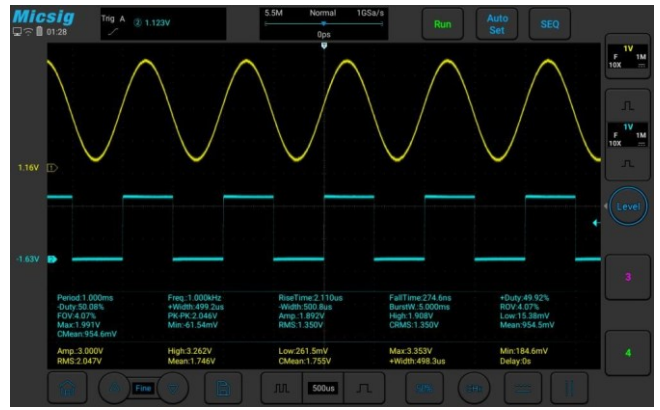 Micsig
01:28
Trig A ② 1.123V
5.5M Normal 1GSa/s
0ps
Run
Auto
Set
SEQ
1V
F 1M
10X
1V
F 1M
10X
Level
3
4
1.16V
1
-1.63V
2
Period:1.000ms Freq.:1.000kHz RiseTime:2.110us FallTime:274.6ns +Duty:49.92%
-Duty:50.08% +Width:499.2us -Width:500.8us BurstW.:5.000ms ROV:4.07%
FOV:4.07% PK-PK:2.046V Amp.:1.892V High:1.908V Low:15.38mV
Max:1.991V Min:-61.54mV RMS:1.350V CRMS:1.350V Mean:954.5mV
CMean:954.6mV
Amp.:3.000V High:3.262V Low:261.5mV Max:3.353V Min:184.6mV
RMS:2.047V Mean:1.746V CMean:1.755V +Width:498.3us Delay:0s
Fine
500us